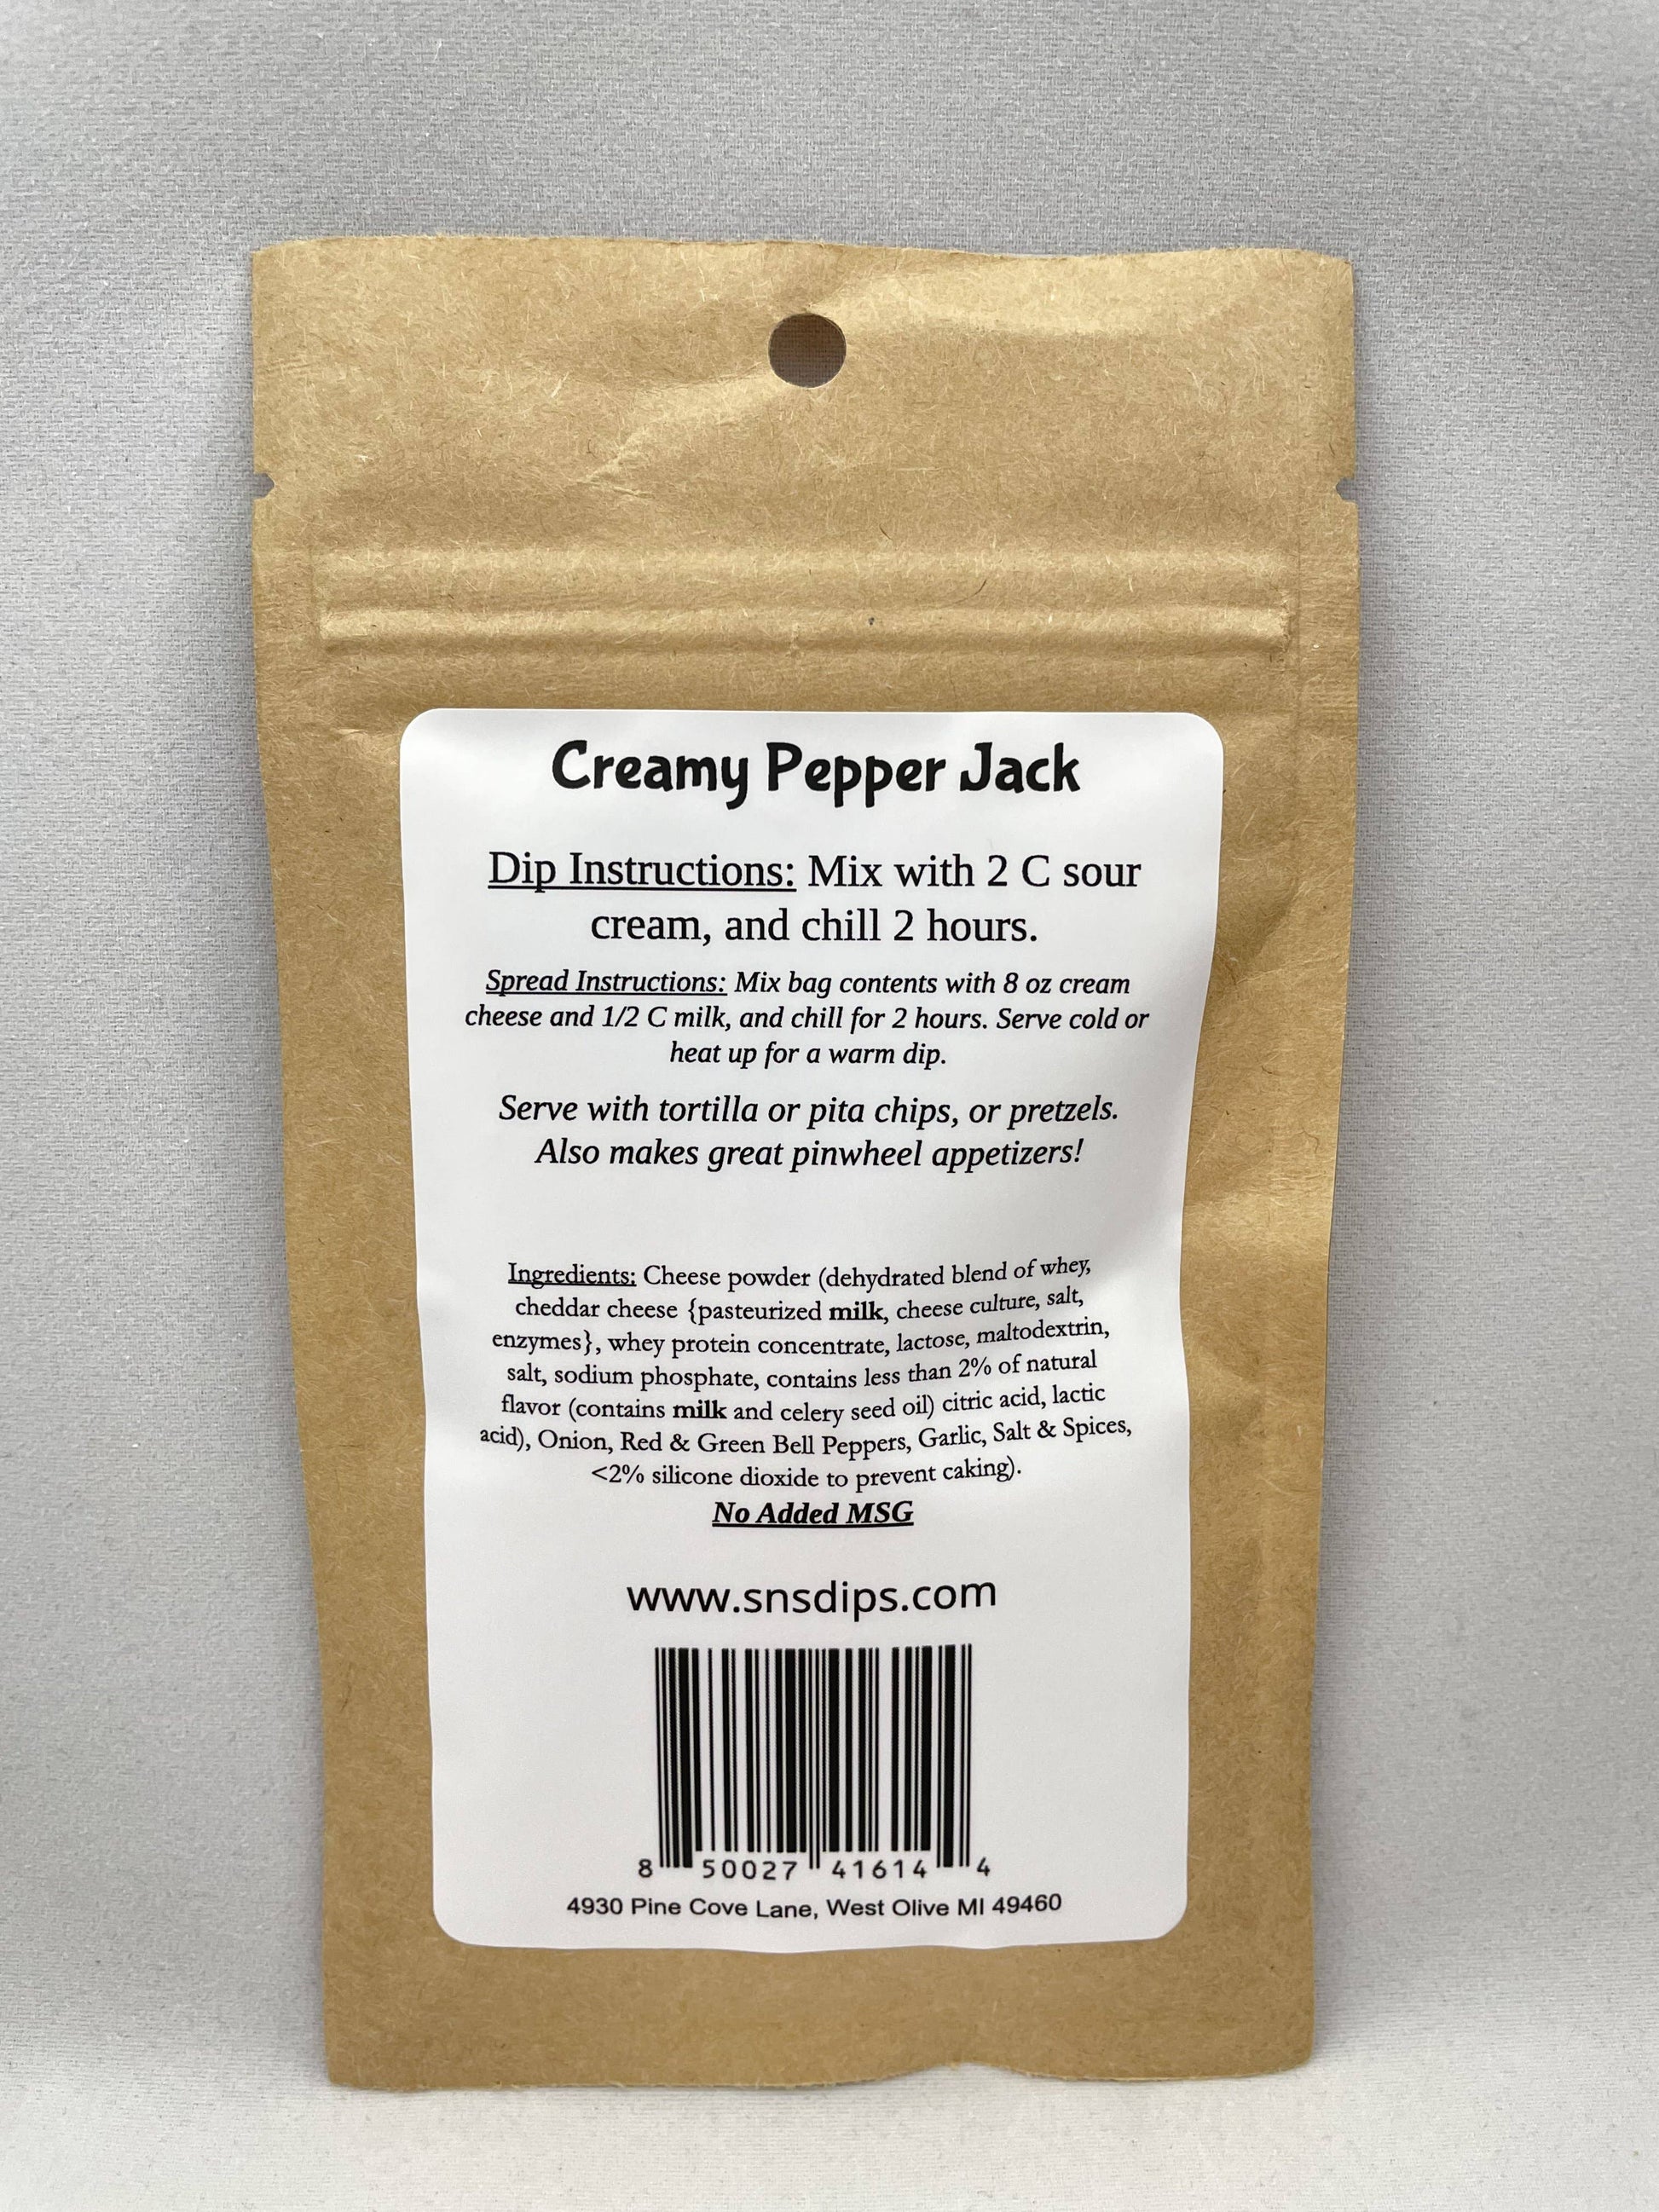 Creamy Pepper Jack
Dip Instructions: Mix with 2 C sour
cream, and chill 2 hours.
Spread Instructions: Mix bag contents with 8 oz cream
cheese and 1/2 C milk, and chill for 2 hours. Serve cold or
heat up for a warm dip.
Serve with tortilla or pita chips, or pretzels.
Also makes great pinwheel appetizers!
Ingredients: Cheese powder (dehydrated blend of whey,
cheddar cheese {pasteurized milk, cheese culture, salt,
enzymes}, whey protein concentrate, lactose, maltodextrin,
salt, sodium phosphate, contains less than 2% of natural
flavor (contains milk and celery seed oil) citric acid, lactic
acid), Onion, Red & Green Bell Peppers, Garlic, Salt & Spices,
<2% silicone dioxide to prevent caking).
No Added MSG
www.snsdips.com
8 50027 41614 4
4930 Pine Cove Lane, West Olive MI 49460